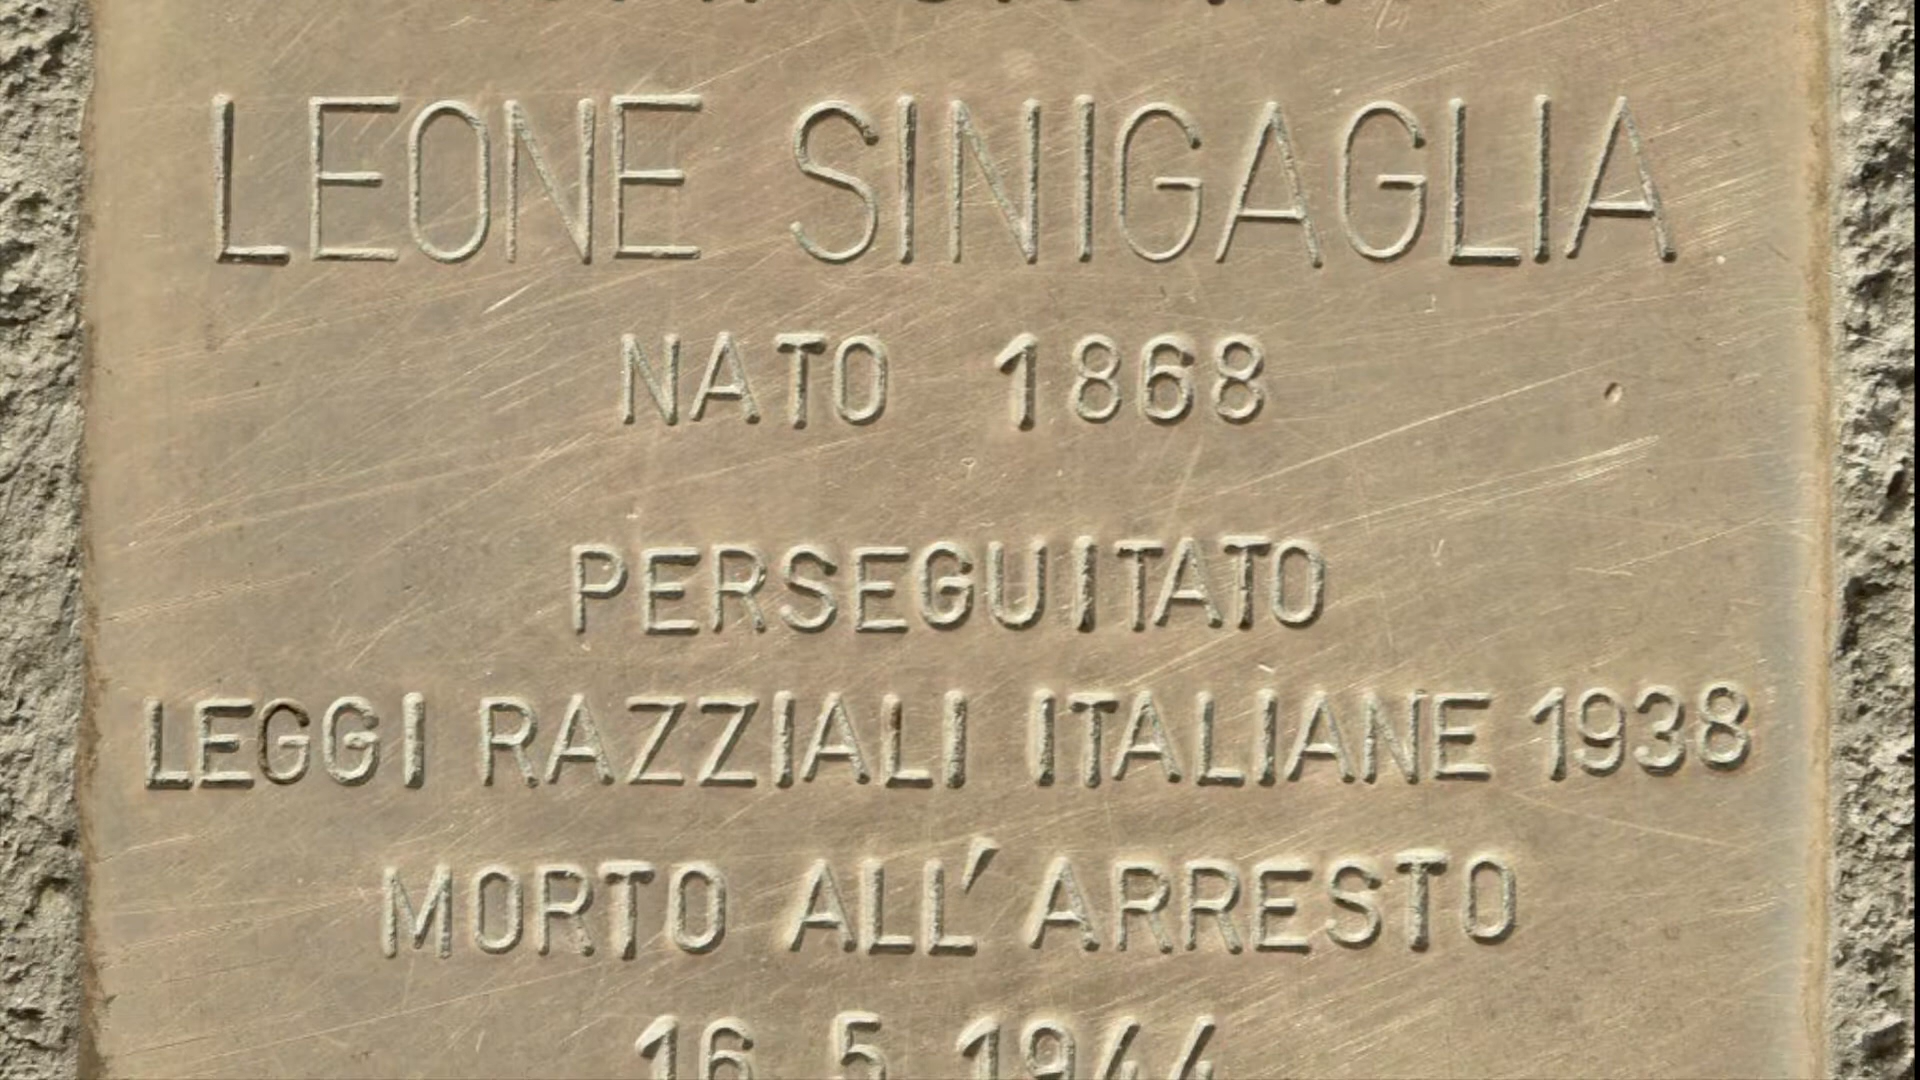 LEONE SINIGAGLIA
NATO 1868
PERSEGUITATO
LEGGI RAZZIALI ITALIANE 1938
MORTO ALL'ARRESTO
16 5 1944